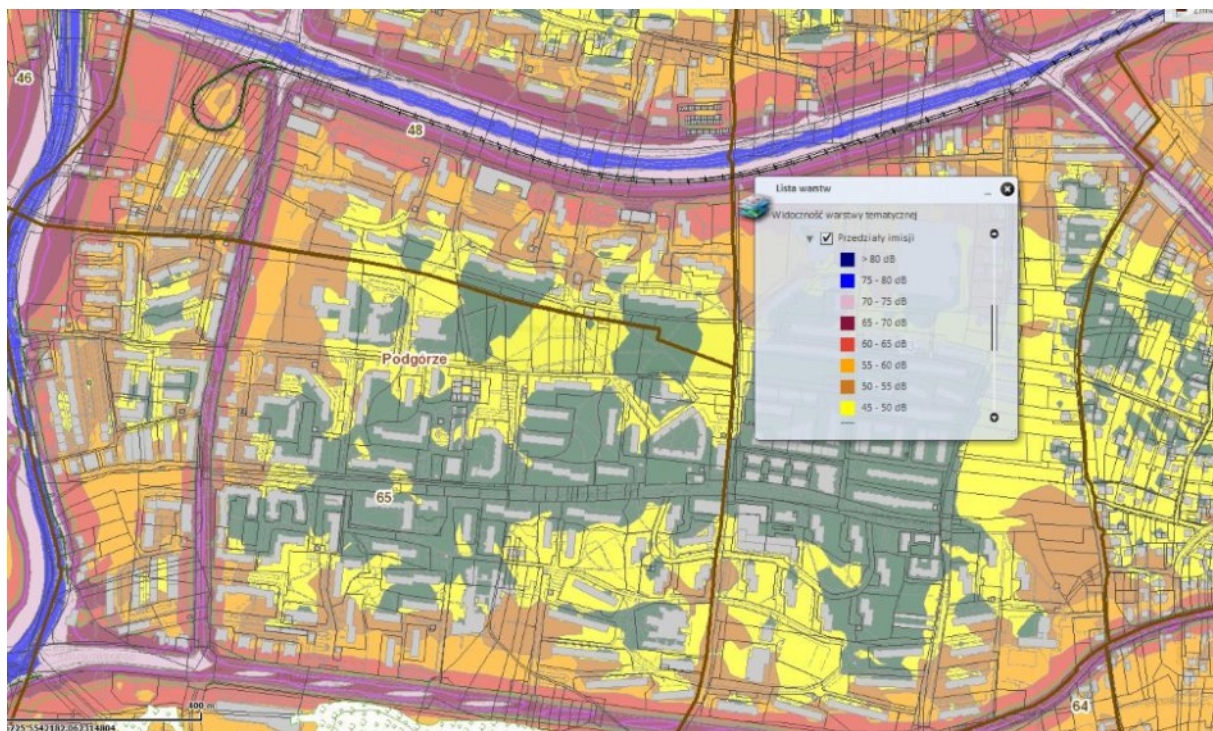 46
48
Lista warstw
Widoczność warstwy tematycznej
Przedziały imisji
> 80 dB
75 - 80 dB
70 - 75 dB
65 - 70 dB
60 - 65 dB
55 - 60 dB
50 - 55 dB
45 - 50 dB
Podgórze
65
400 m
64